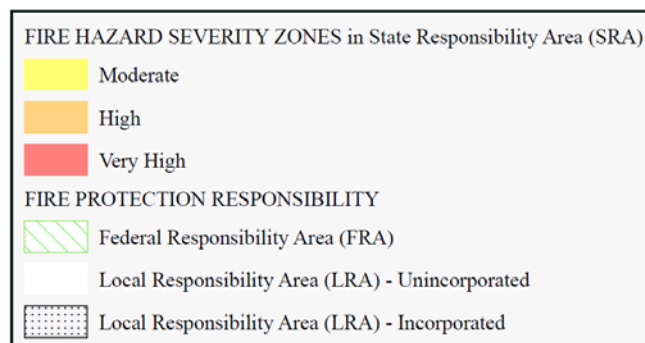 FIRE HAZARD SEVERITY ZONES in State Responsibility Area (SRA)
Moderate
High
Very High
FIRE PROTECTION RESPONSIBILITY
Federal Responsibility Area (FRA)
Local Responsibility Area (LRA) - Unincorporated
Local Responsibility Area (LRA) - Incorporated